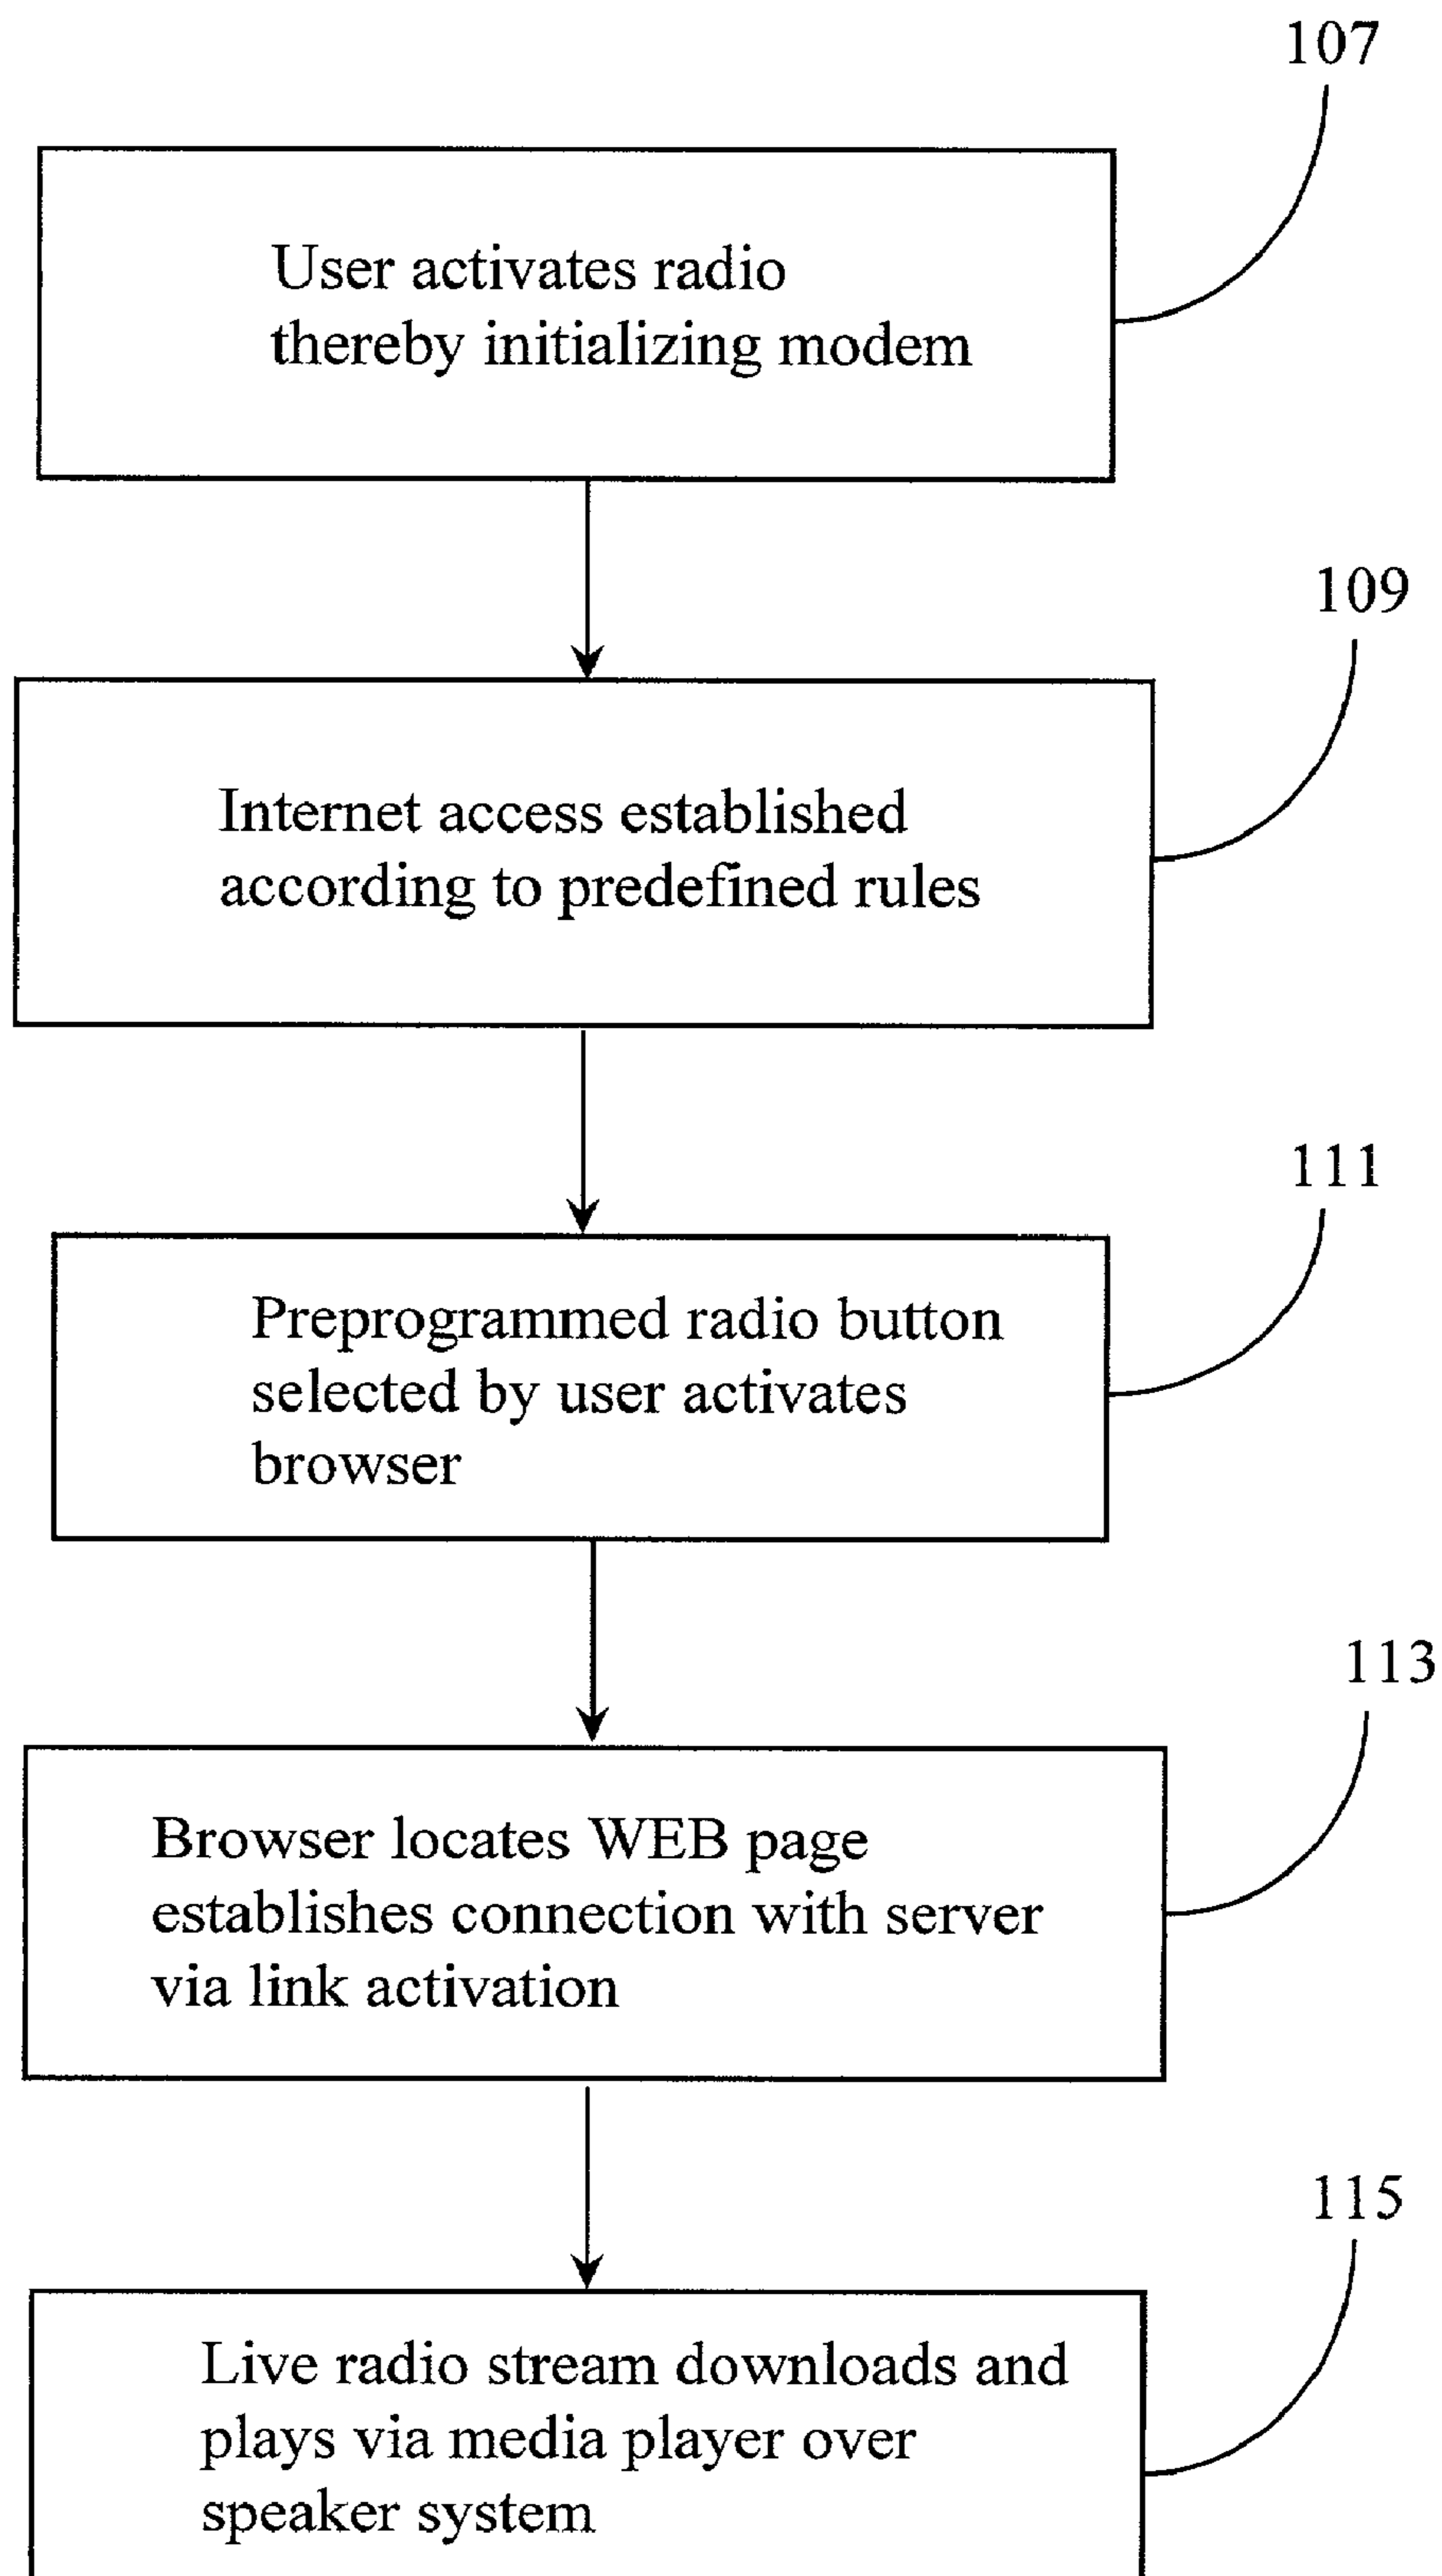 107
User activates radio
thereby initializing modem
109
Internet access established
according to predefined rules
111
Preprogrammed radio button
selected by user activates
browser
113
Browser locates WEB page
establishes connection with server
via link activation
115
Live radio stream downloads and
plays via media player over
speaker system